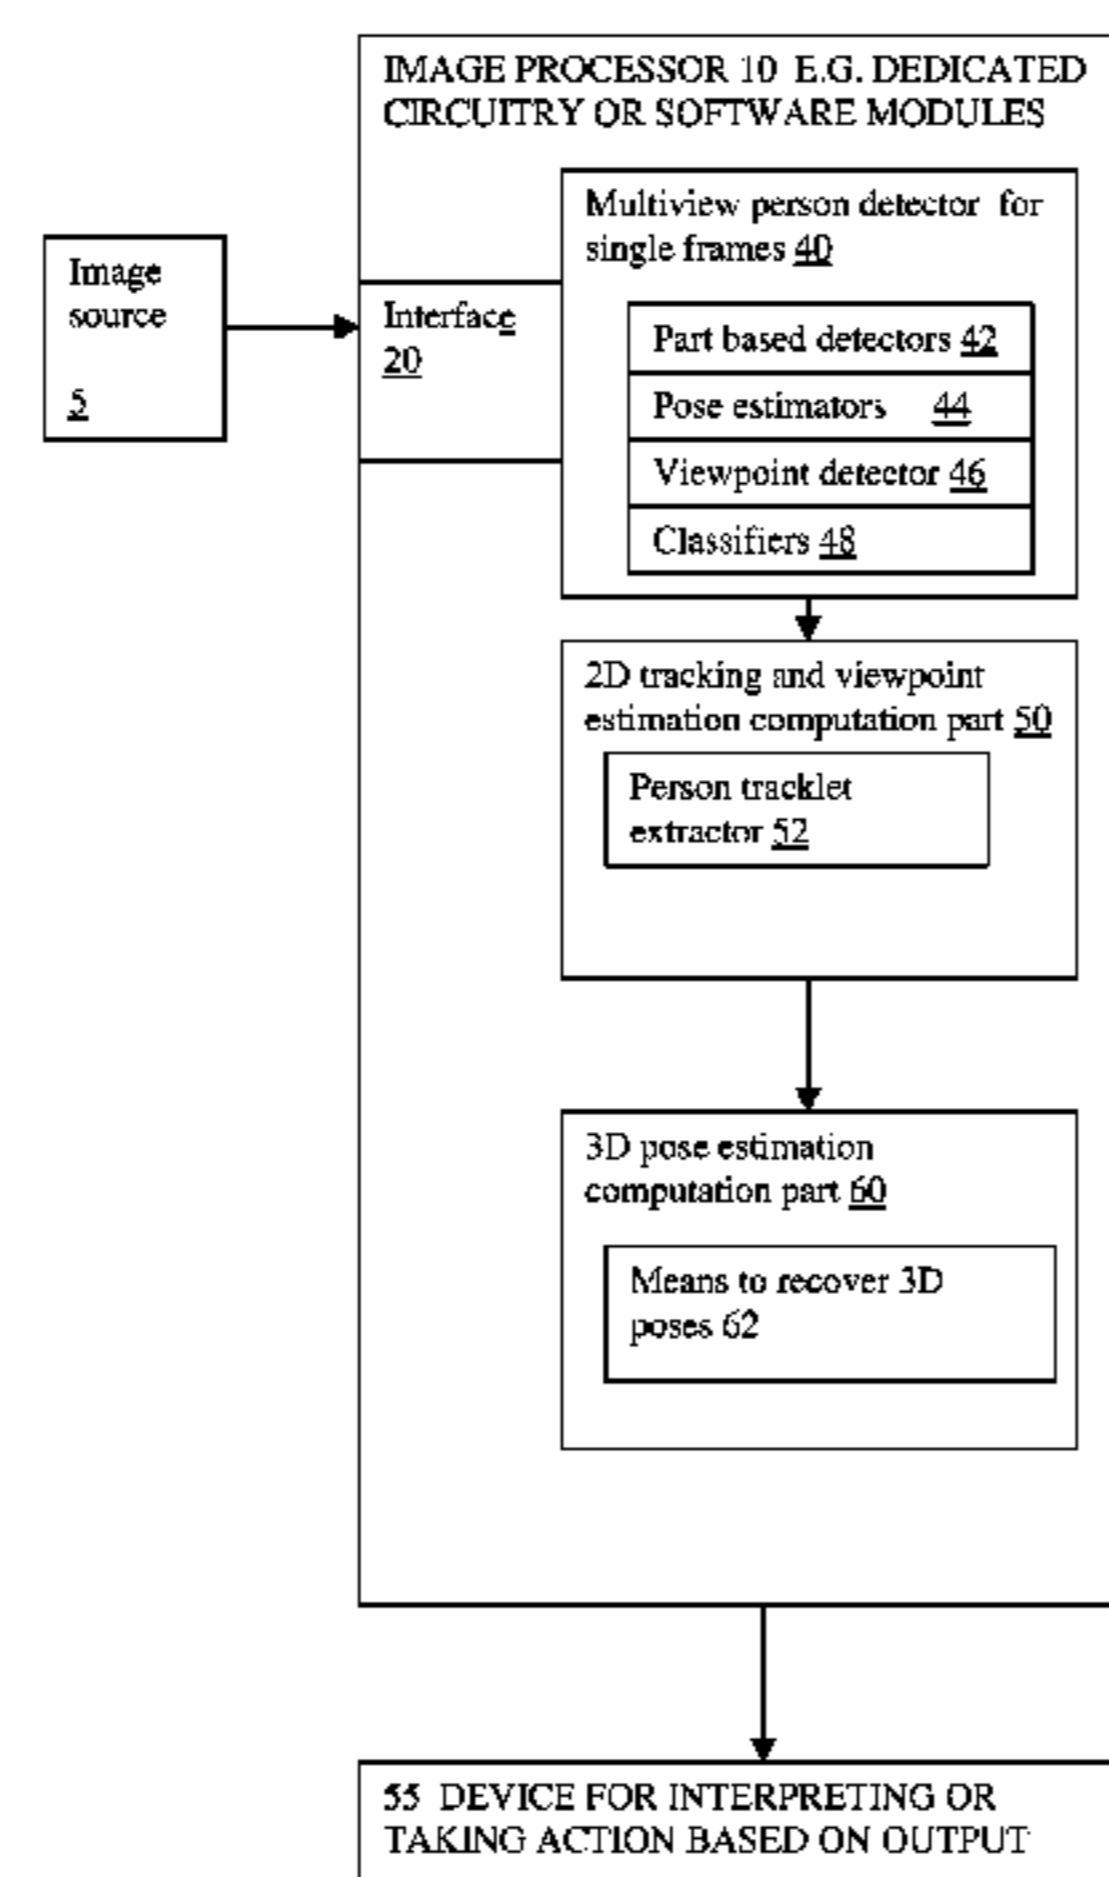 IMAGE PROCESSOR 10 E.G. DEDICATED
CIRCUITRY OR SOFTWARE MODULES
Multiview person detector for
single frames 40
Image
source
5
Interface
20
Part based detectors 42
Pose estimators 44
Viewpoint detector 46
Classifiers 48
2D tracking and viewpoint
estimation computation part 50
Person tracklet
extractor 52
3D pose estimation
computation part 60
Means to recover 3D
poses 62
55 DEVICE FOR INTERPRETING OR
TAKING ACTION BASED ON OUTPUT